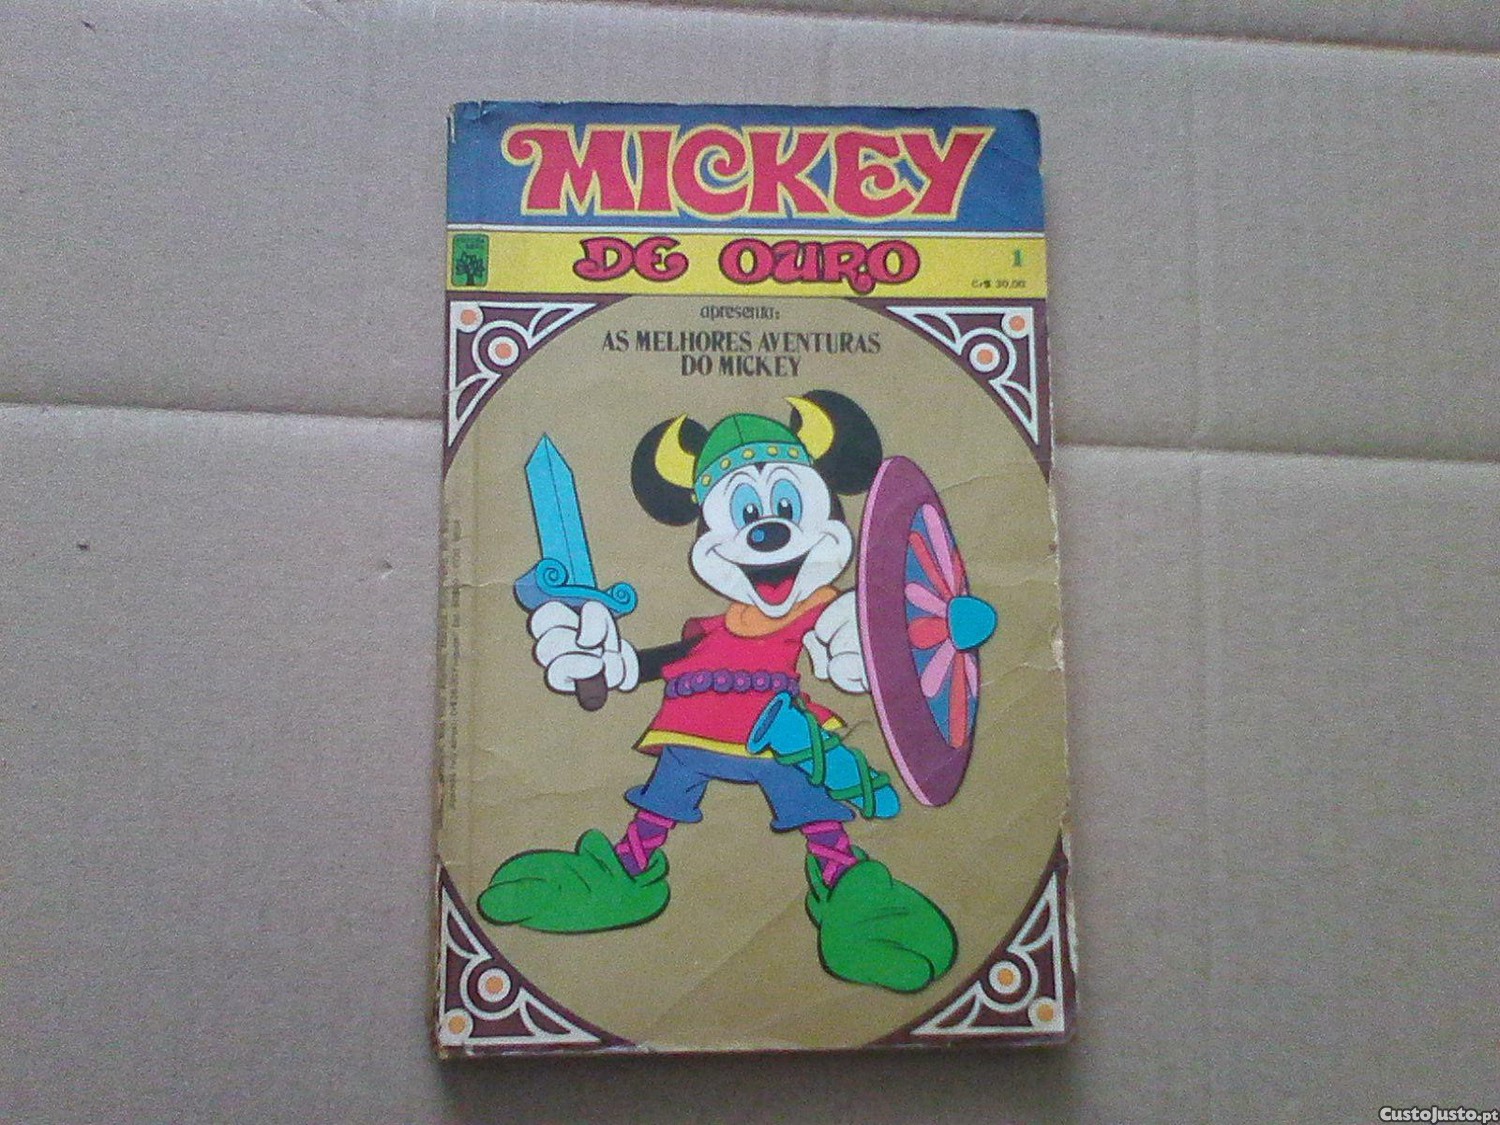 MICKEY
DE OURO
1
Cr$ 30,00
apresenta:
AS MELHORES AVENTURAS
DO MICKEY
CustoJusto.pt